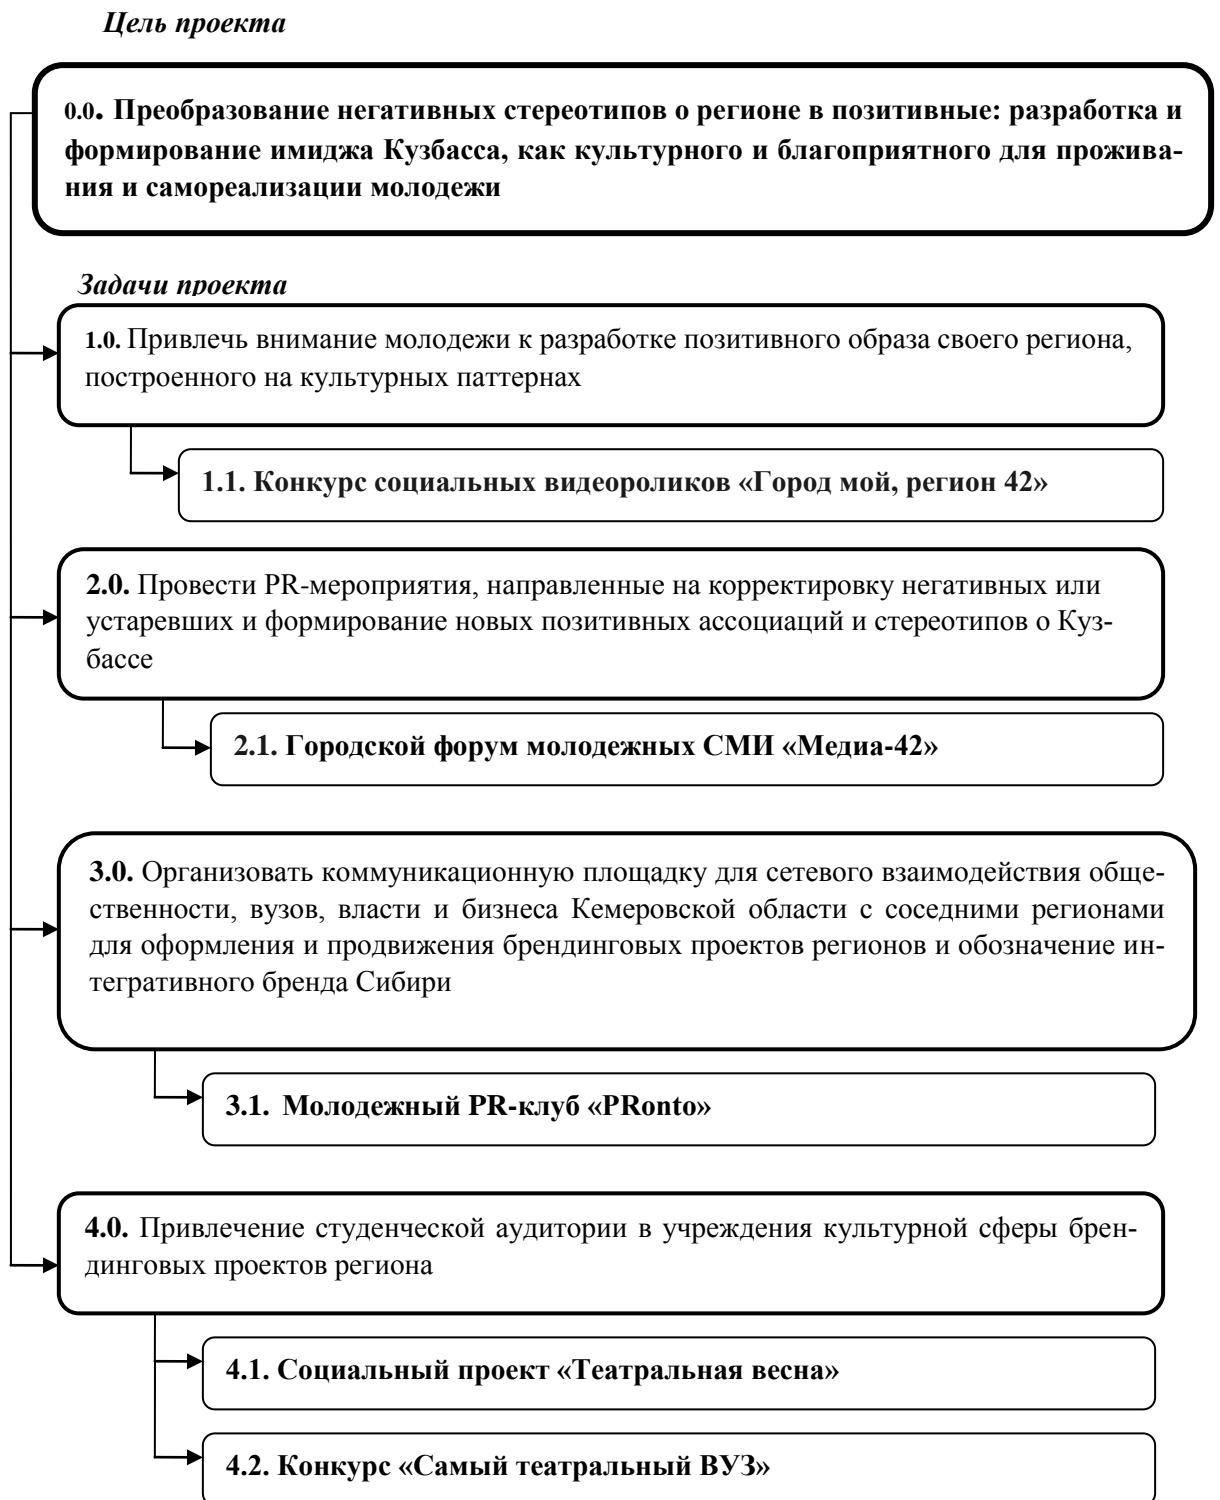 Цель проекта
0.0. Преобразование негативных стереотипов о регионе в позитивные: разработка и
формирование имиджа Кузбасса, как культурного и благоприятного для прожива-
ния и самореализации молодежи
Задачи проекта
1.0. Привлечь внимание молодежи к разработке позитивного образа своего региона,
построенного на культурных паттернах
1.1. Конкурс социальных видеороликов «Город мой, регион 42»
2.0. Провести PR-мероприятия, направленные на корректировку негативных или
устаревших и формирование новых позитивных ассоциаций и стереотипов о Куз-
бассе
2.1. Городской форум молодежных СМИ «Медиа-42»
3.0. Организовать коммуникационную площадку для сетевого взаимодействия обще-
ственности, вузов, власти и бизнеса Кемеровской области с соседними регионами
для оформления и продвижения брендинговых проектов регионов и обозначение ин-
тегративного бренда Сибири
3.1. Молодежный PR-клуб «PRonto»
4.0. Привлечение студенческой аудитории в учреждения культурной сферы брен-
динговых проектов региона
4.1. Социальный проект «Театральная весна»
4.2. Конкурс «Самый театральный ВУЗ»